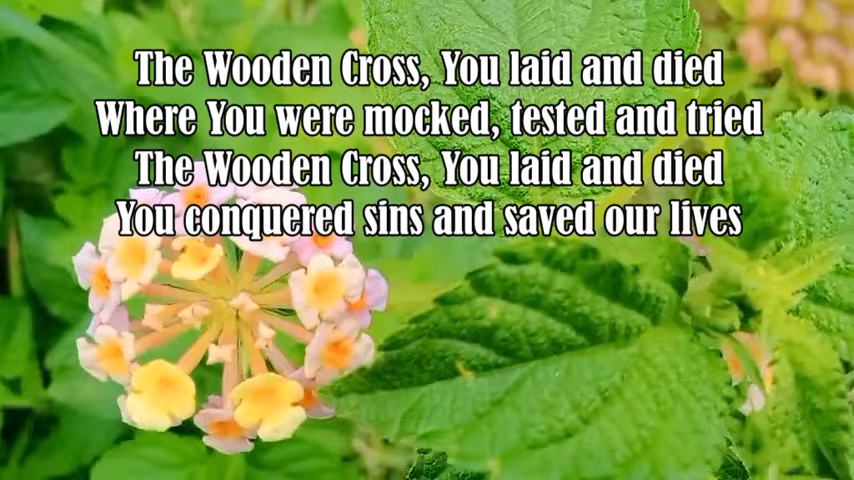 The Wooden Cross, You laid and died
Where You were mocked, tested and tried
The Wooden Cross, You laid and died
You conquered sins and saved our lives